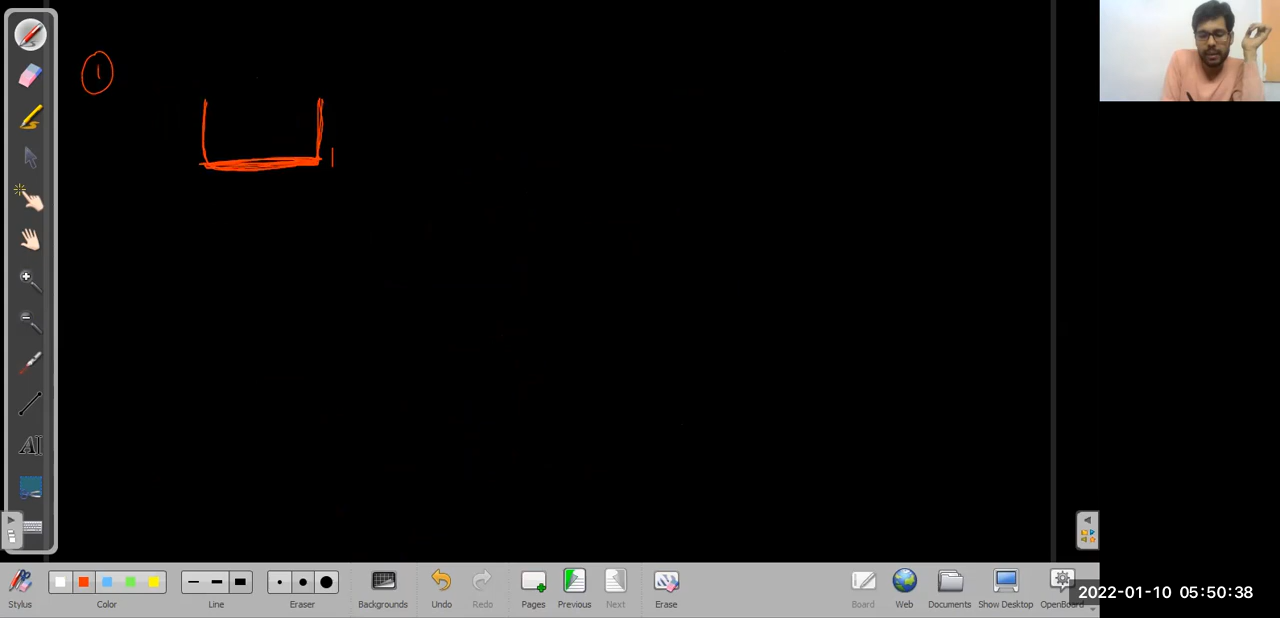 1
AI
Stylus
Color
Line
Eraser
Backgrounds
Undo
Redo
Pages
Previous
Next
Erase
Board
Web
Documents
Show Desktop
OpenBoard
2022-01-10 05:50:38